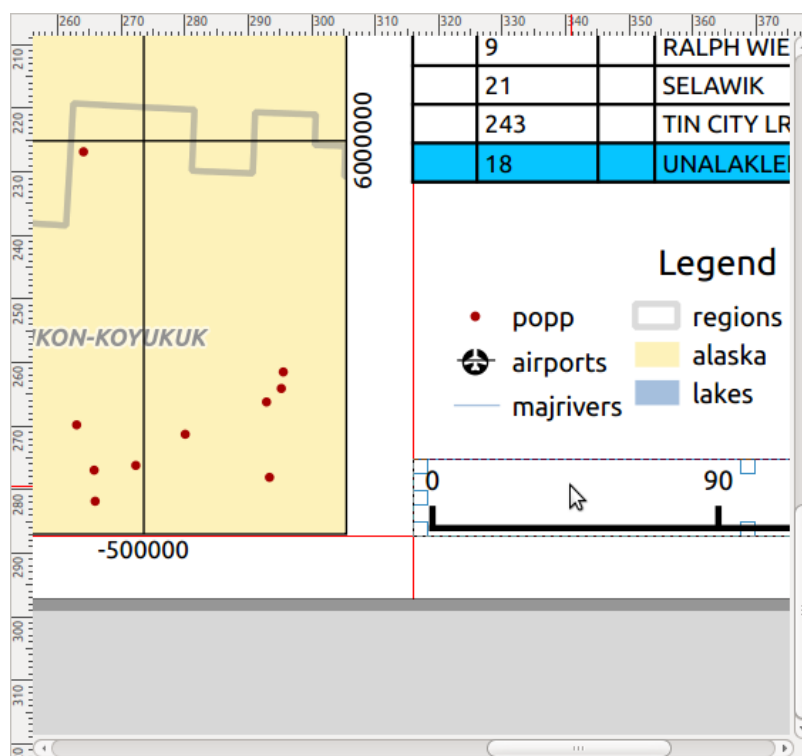 260 270 280 290 300 310 320 330 340 350 360 370
210
220
230
240
250
260
270
280
290
300
310
9 RALPH WIE
21 SELAWIK
243 TIN CITY LR
18 UNALAKLE
6000000
KON-KOYUKUK
-500000
Legend
popp
airports
majrivers
regions
alaska
lakes
0 90